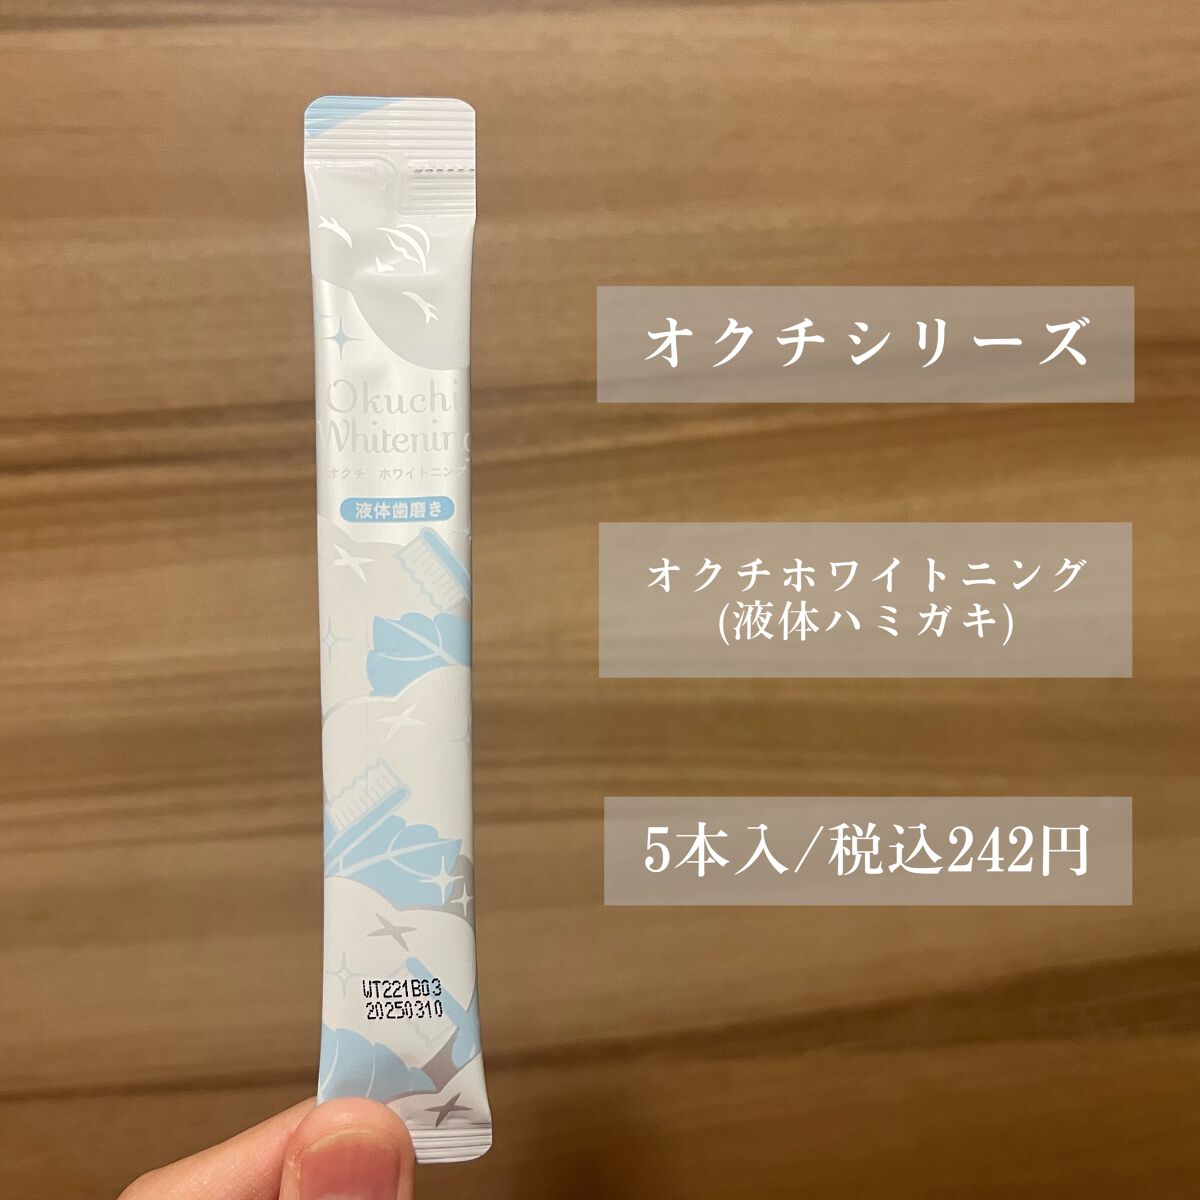 Okuchi
Whitening
オクチ ホワイトニング
液体歯磨き
WT221B03
20250310
オクチシリーズ
オクチホワイトニング
(液体ハミガキ)
5本入/税込242円